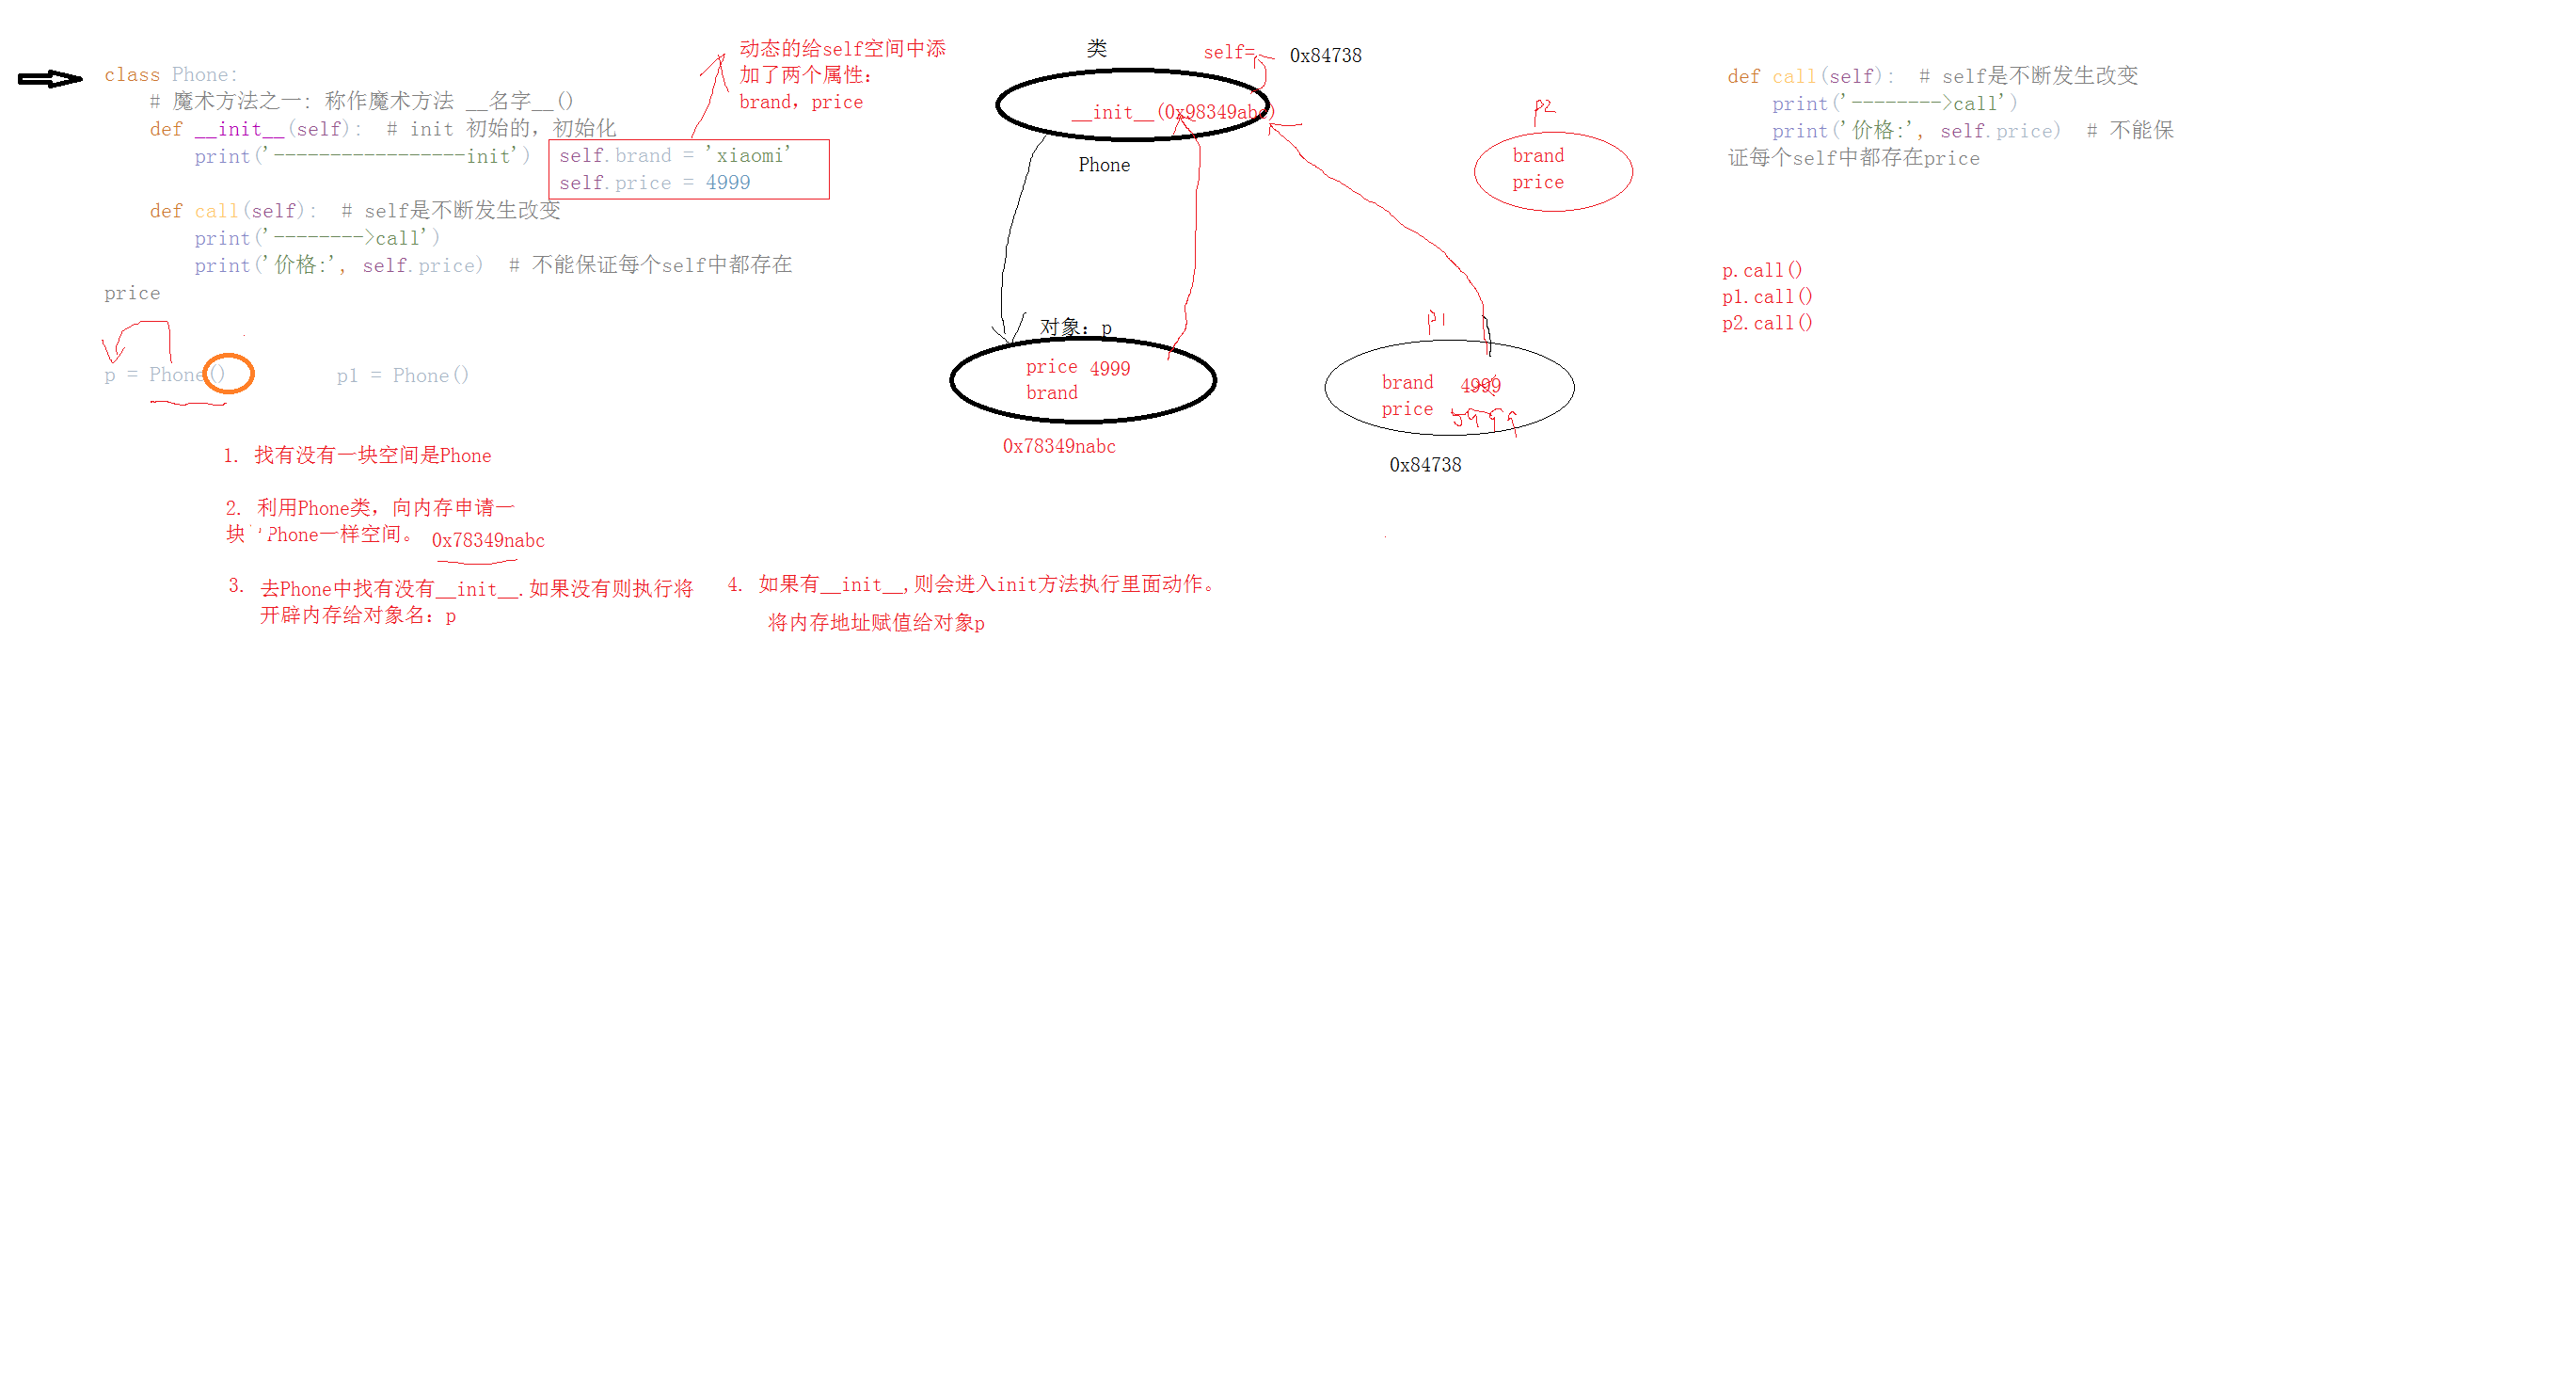 class Phone:
# 魔术方法之一: 称作魔术方法 __名字__()
def __init__(self):  # init 初始的，初始化
print('-----------------init')
self.brand = 'xiaomi'
self.price = 4999
def call(self):  # self是不断发生改变
print('-------->call')
print('价格:', self.price)  # 不能保证每个self中都存在
price
p = Phone()
p1 = Phone()
动态的给self空间中添
加了两个属性：
brand，price
类
self=
0x84738
__init__(0x98349abc)
Phone
对象：p
price 4999
brand
0x78349nabc
p2
brand
price
p1
brand 4999
price 5999
0x84738
def call(self):  # self是不断发生改变
print('-------->call')
print('价格:', self.price)  # 不能保
证每个self中都存在price
p.call()
p1.call()
p2.call()
1. 找有没有一块空间是Phone
2. 利用Phone类，向内存申请一
块 Phone一样空间。 0x78349nabc
3. 去Phone中找有没有__init__.如果没有则执行将
开辟内存给对象名：p
4. 如果有__init__,则会进入init方法执行里面动作。
将内存地址赋值给对象p